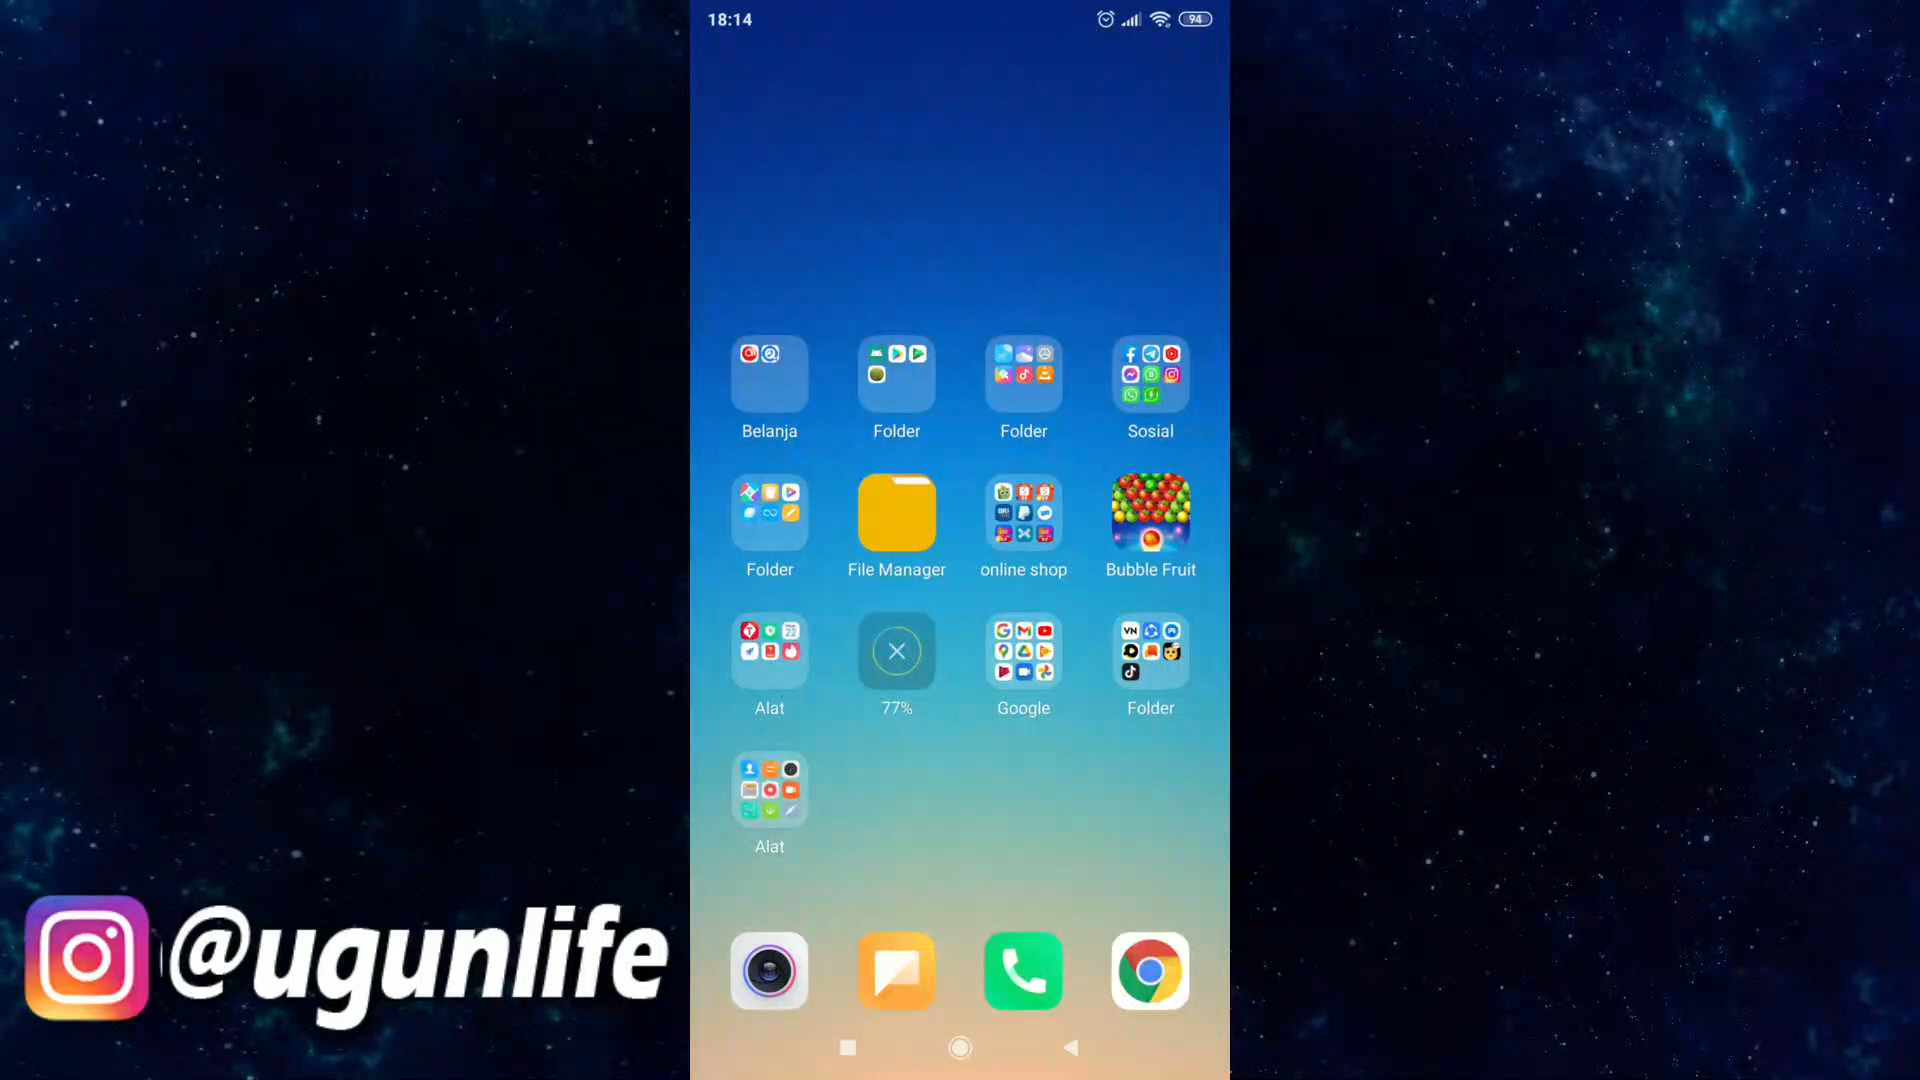 18:14
94
Belanja
Folder
Folder
Sosial
Folder
File Manager
online shop
Bubble Fruit
Alat
77%
Google
Folder
Alat
@ugunlife